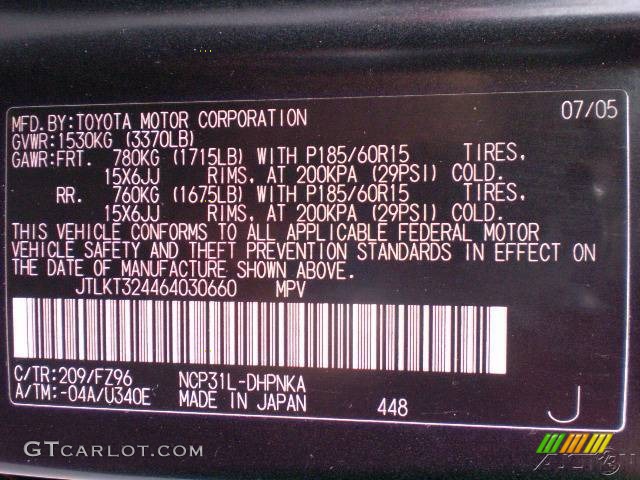 MFD.BY:TOYOTA MOTOR CORPORATION 07/05
GVWR:1530KG (3370LB)
GAWR:FRT. 780KG (1715LB) WITH P185/60R15 TIRES,
15X6JJ RIMS, AT 200KPA (29PSI) COLD.
RR. 760KG (1675LB) WITH P185/60R15 TIRES,
15X6JJ RIMS, AT 200KPA (29PSI) COLD.
THIS VEHICLE CONFORMS TO ALL APPLICABLE FEDERAL MOTOR
VEHICLE SAFETY AND THEFT PREVENTION STANDARDS IN EFFECT ON
THE DATE OF MANUFACTURE SHOWN ABOVE.
JTLKT324464030660 MPV
C/TR:209/FZ96 NCP31L-DHPNKA
A/TM:-04A/U340E MADE IN JAPAN 448 J
GTCarLot.com